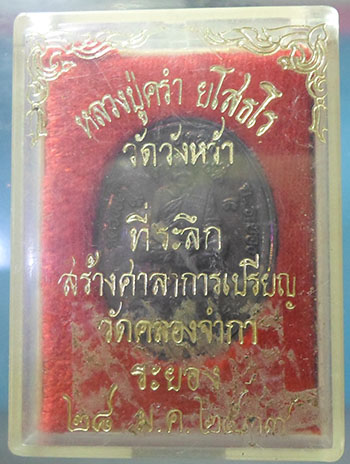 หลวงปู่คร่ำ ยโสธโร
วัดวังหว้า
ที่ระลึก
สร้างศาลาการเปรียญ
วัดคลองจำกา
ระยอง
๒๘ ม.ค. ๒๕๓๗